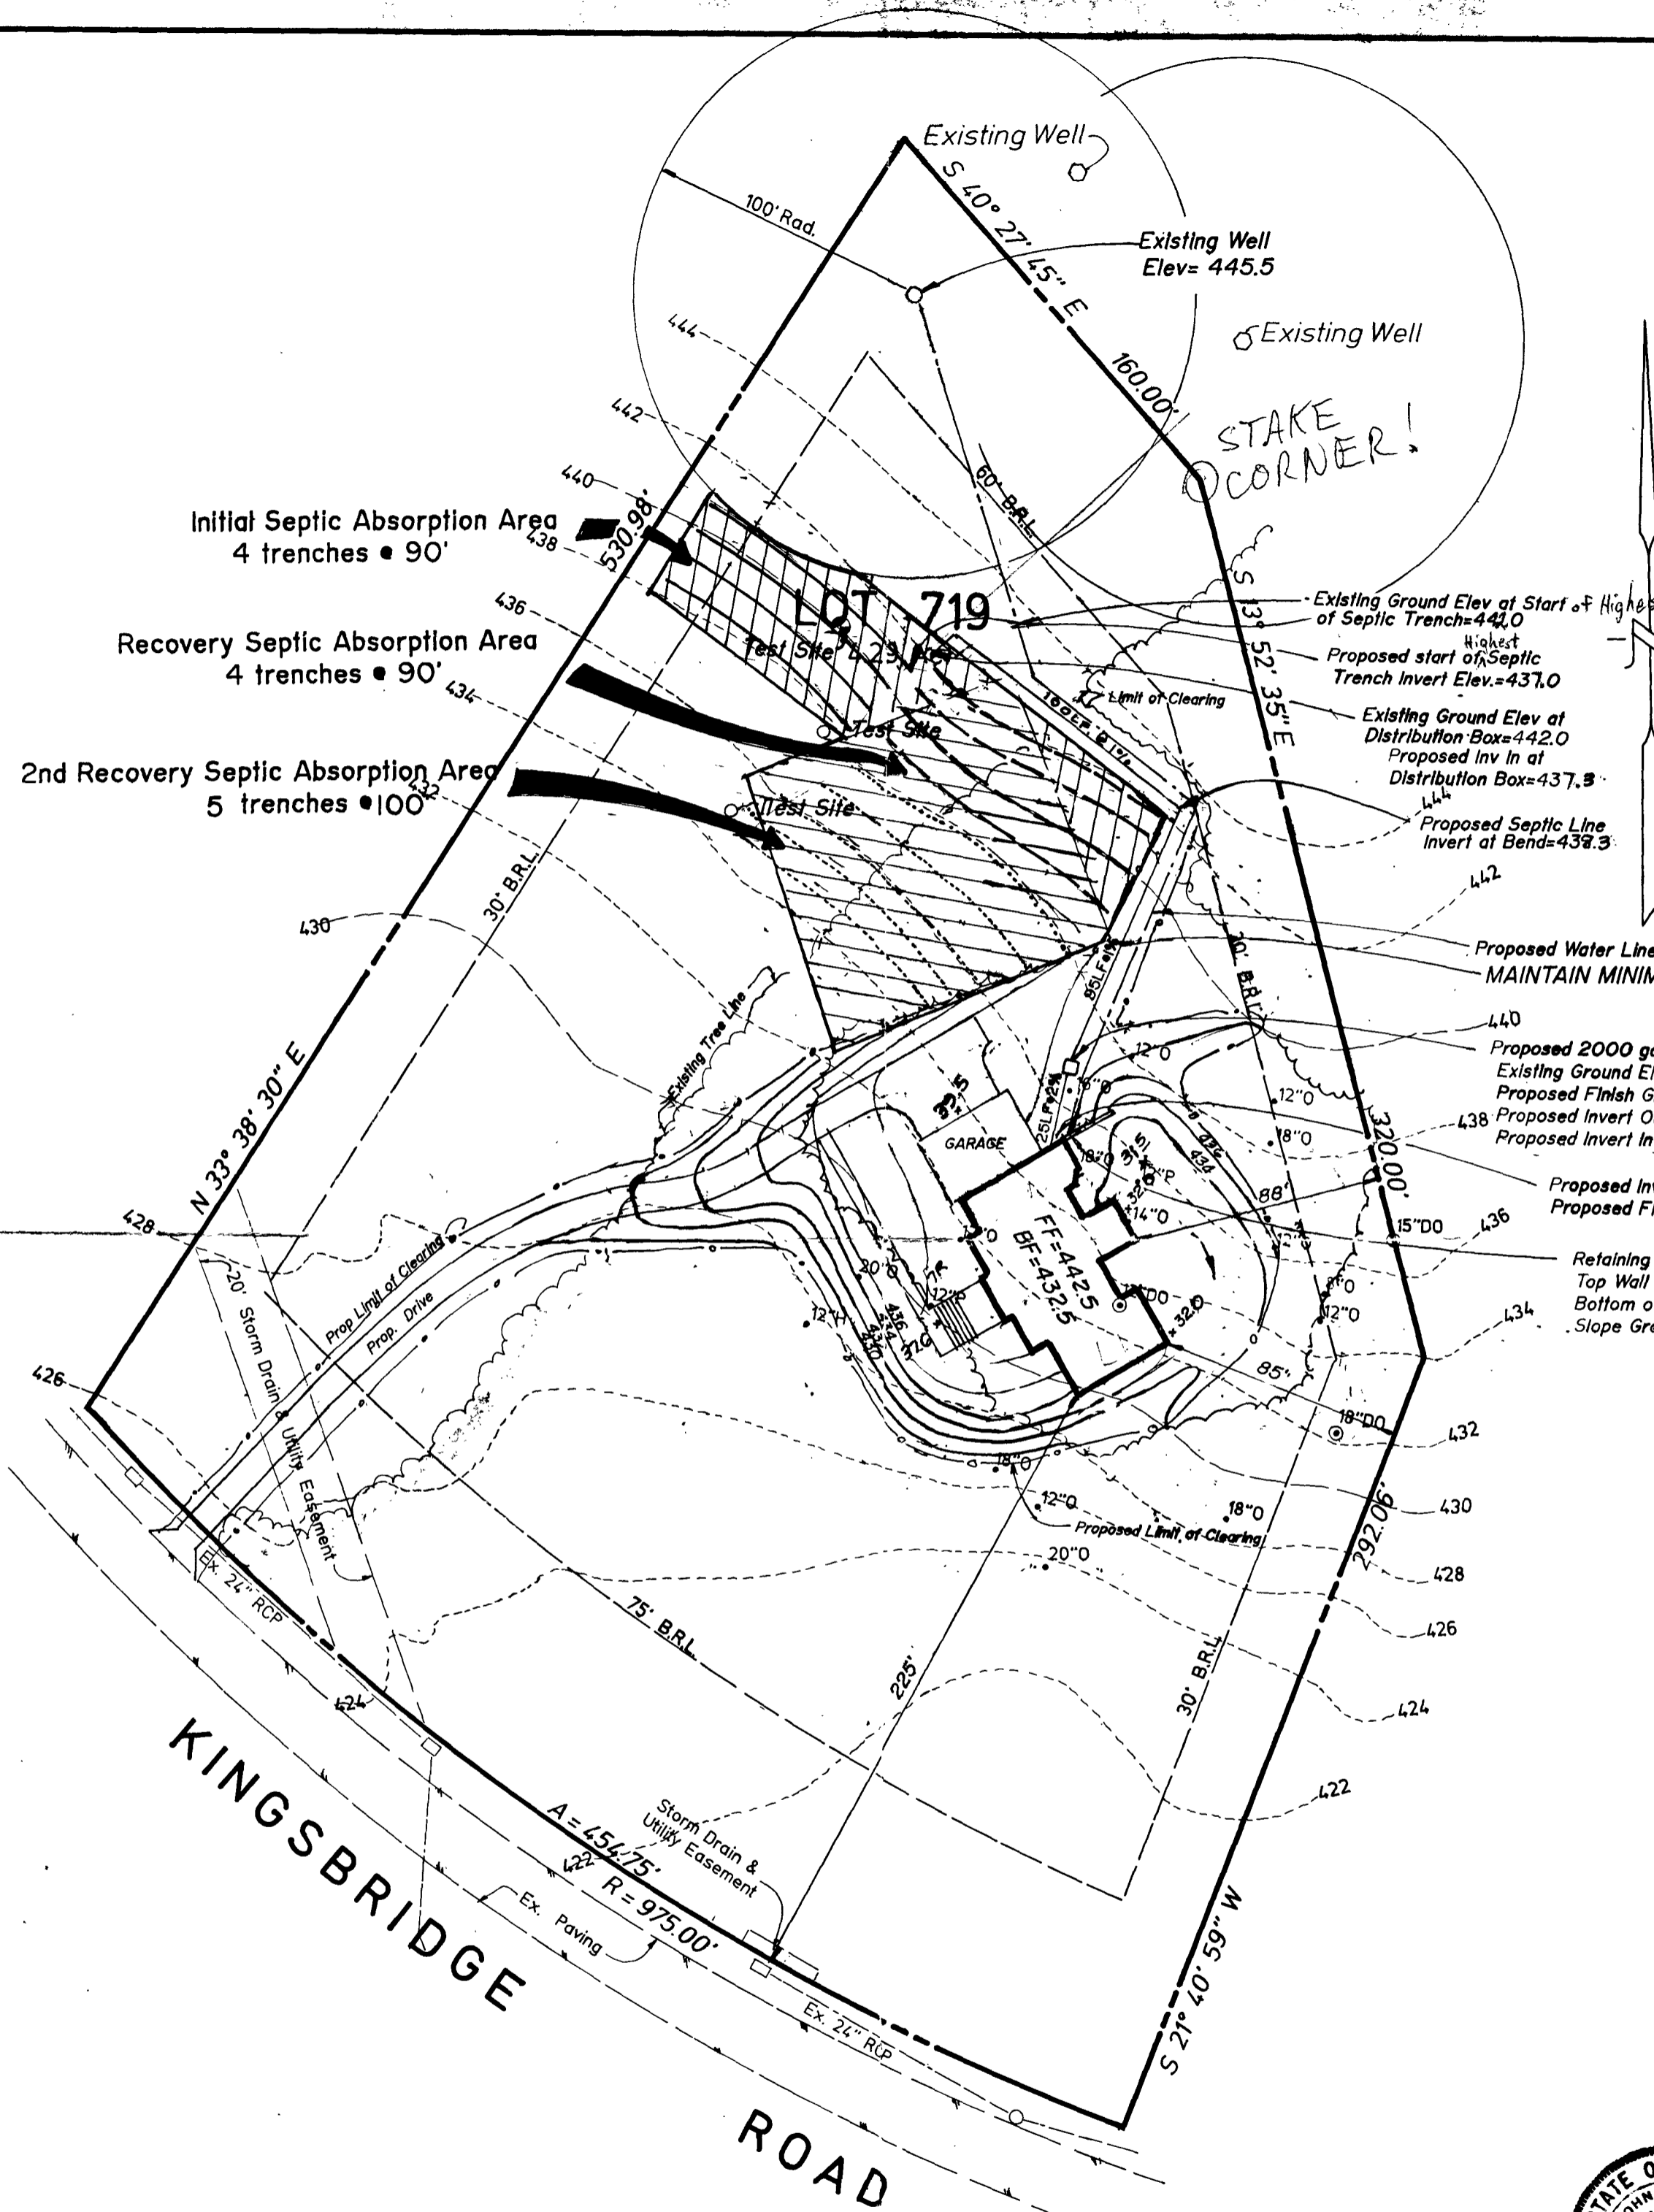 Existing Well
S 40° 27' 45" E
160.00'
100' Rad.
Existing Well
Elev= 445.5
Existing Well
STAKE
CORNER!
444
442
440
438
436
434
432
430
428
426
60' B.R.L.
Initial Septic Absorption Area
4 trenches @ 90'
530.98'
Recovery Septic Absorption Area
4 trenches @ 90'
2nd Recovery Septic Absorption Area
5 trenches @100'
LOT 719
Test Site
Test Site
Test Site
S 13° 52' 35" E
Existing Ground Elev at Start of
of Septic Trench=442.0
Highest
Proposed start of Septic
Trench Invert Elev.=437.0
Limit of Clearing
Existing Ground Elev at
Distribution Box=442.0
Proposed Inv In at
Distribution Box=437.3
444
Proposed Septic Line
Invert at Bend=438.3
442
30' B.R.L.
Proposed Water Line
440
Proposed 2000
Existing Ground
Proposed Finish
438
Proposed Invert
Proposed Invert In
320.00'
Proposed
Proposed
N 33° 38' 30" E
Existing Tree Line
GARAGE
25LF@2%
12"O
12"O
18"O
18"O
14"O
88'
15"DO
436
Retaining
Top Wall
Bottom
Slope
434
FF=442.5
BF=432.5
32.0
20"O
12"H
12"O
85'
18"DO
432
Prop Limit of Clearing
Prop. Drive
20' Storm Drain & Utility Easement
436
434
430
18"O
12"O
18"O
430
Proposed Limit of Clearing
20"O
428
292.06'
426
Ex. 24" RCP
75' B.R.L.
225'
30' B.R.L.
424
424
422
KINGSBRIDGE
ROAD
A = 454.75'
R = 975.00'
422
Storm Drain &
Utility Easement
Ex. Paving
Ex. 24" RCP
S 21° 40' 59" W